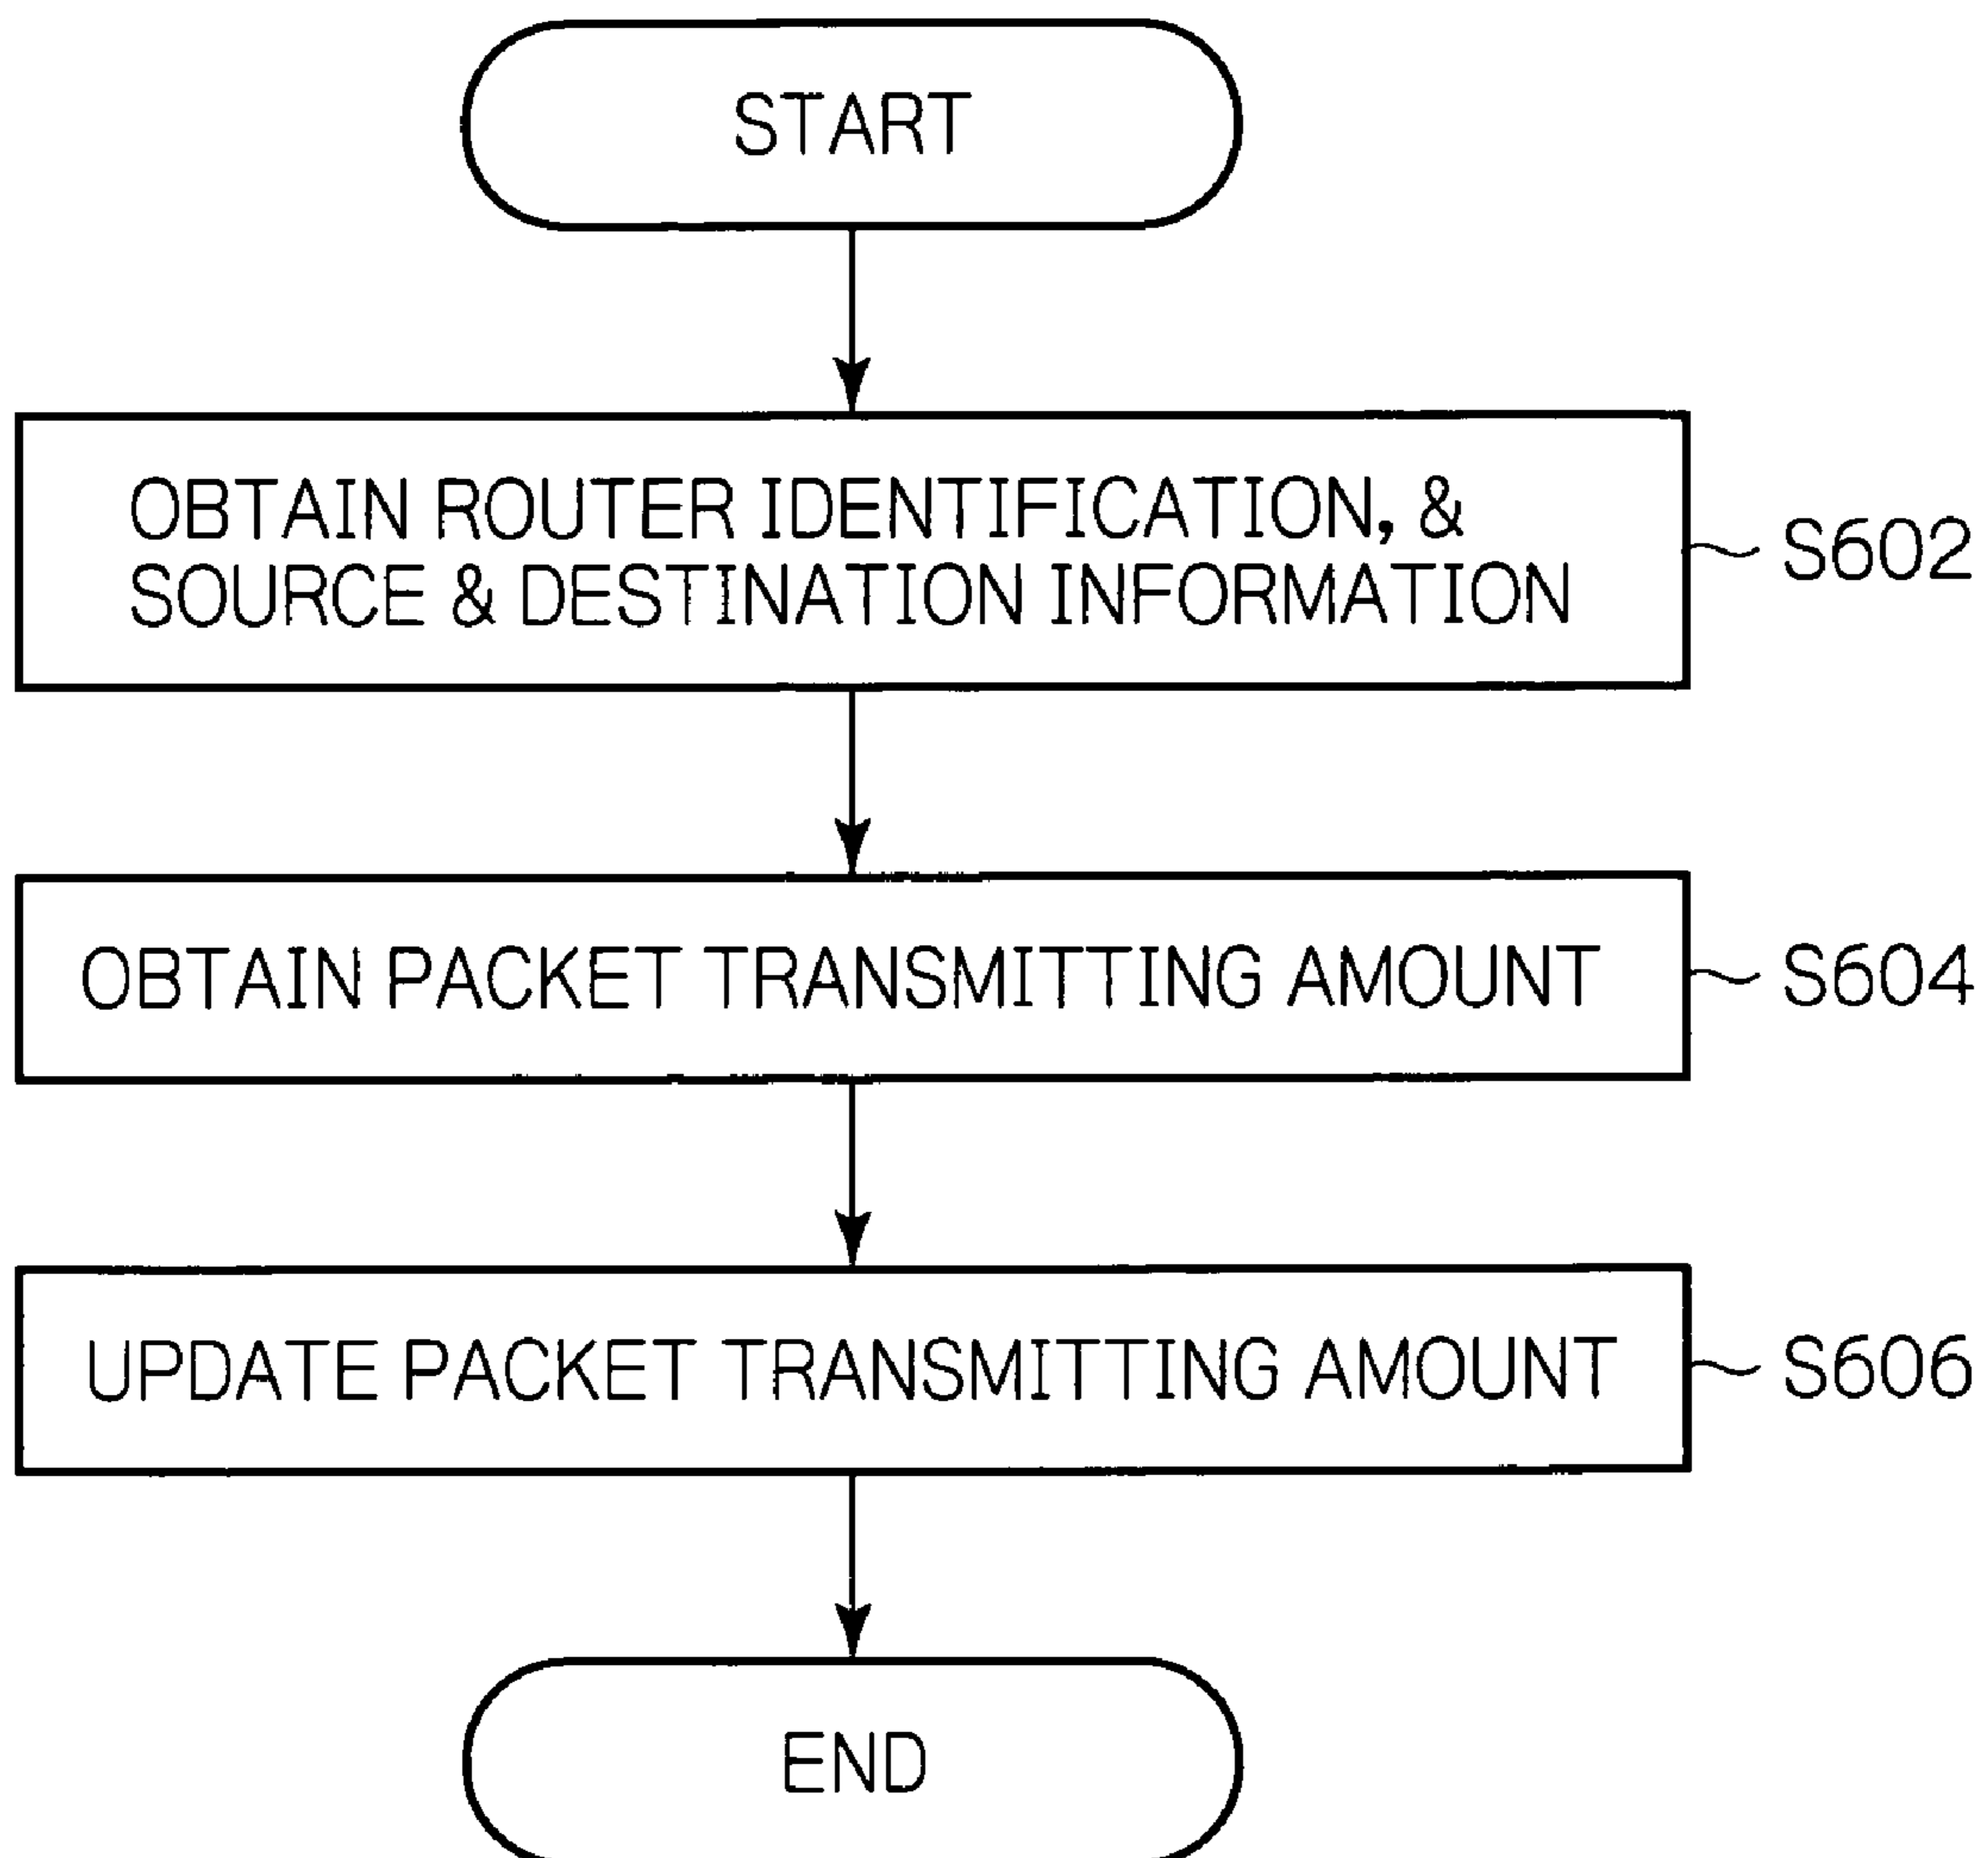 START
OBTAIN ROUTER IDENTIFICATION, &
SOURCE & DESTINATION INFORMATION
S602
OBTAIN PACKET TRANSMITTING AMOUNT
S604
UPDATE PACKET TRANSMITTING AMOUNT
S606
END